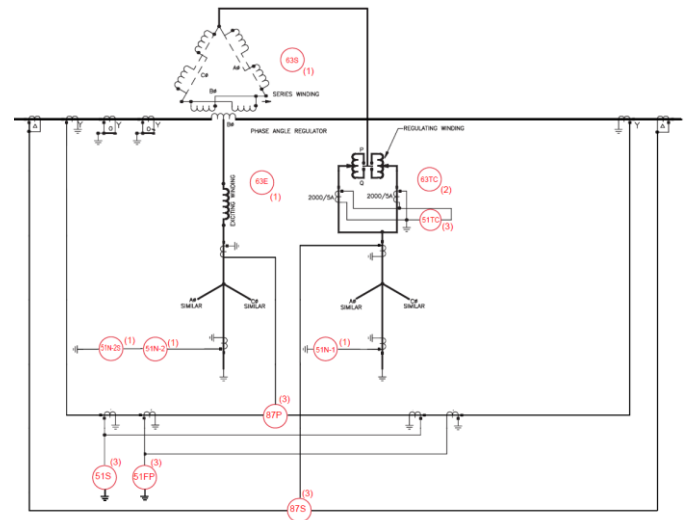 C#
A#
63S
(1)
B#
SERIES WINDING
Y
Y
Y
Y
B#
PHASE ANGLE REGULATOR
REGULATING WINDING
P
Q
EXCITING WINDING
63E
(1)
63TC
(2)
2000/5A
2000/5A
51TC
(3)
A#
SIMILAR
C#
SIMILAR
A#
SIMILAR
C#
SIMILAR
51N-2S
(1)
51N-2
(1)
51N-1
(1)
(3)
87P
(3)
51S
(3)
51FP
(3)
87S